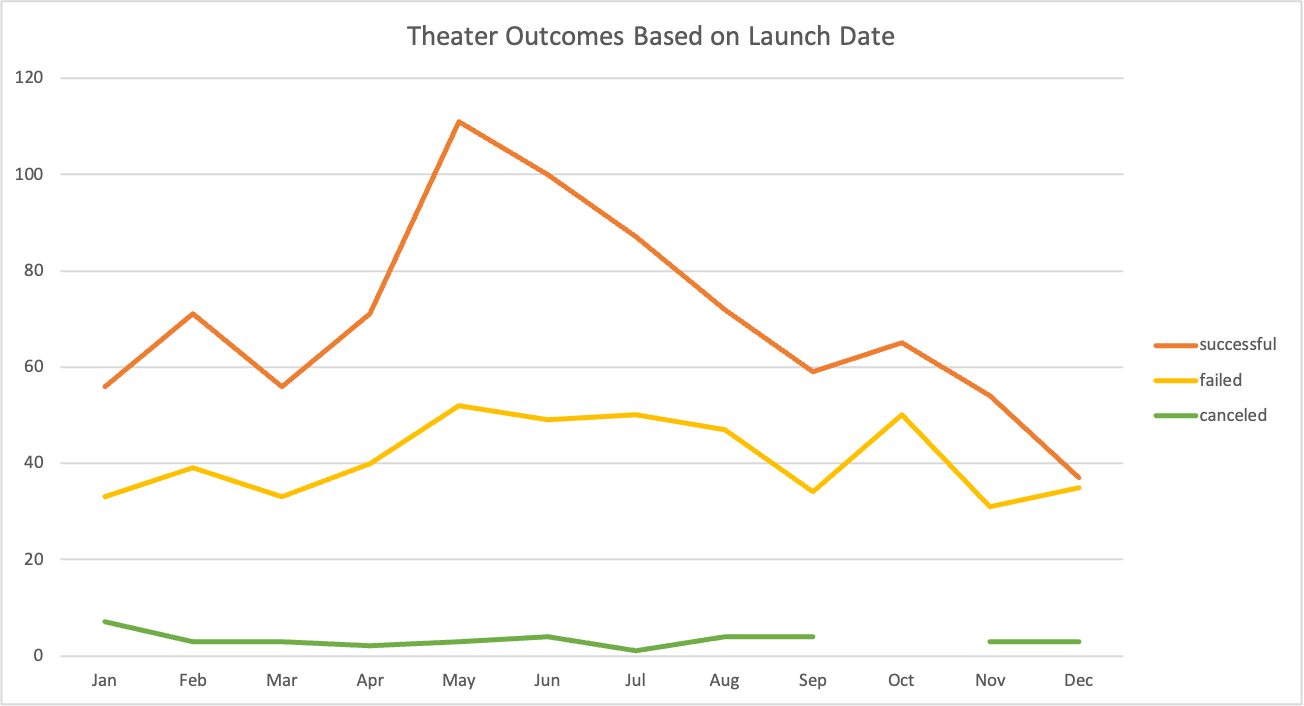 Theater Outcomes Based on Launch Date
120
100
80
60
40
20
0
Jan Feb Mar Apr May Jun Jul Aug Sep Oct Nov Dec
successful
failed
canceled